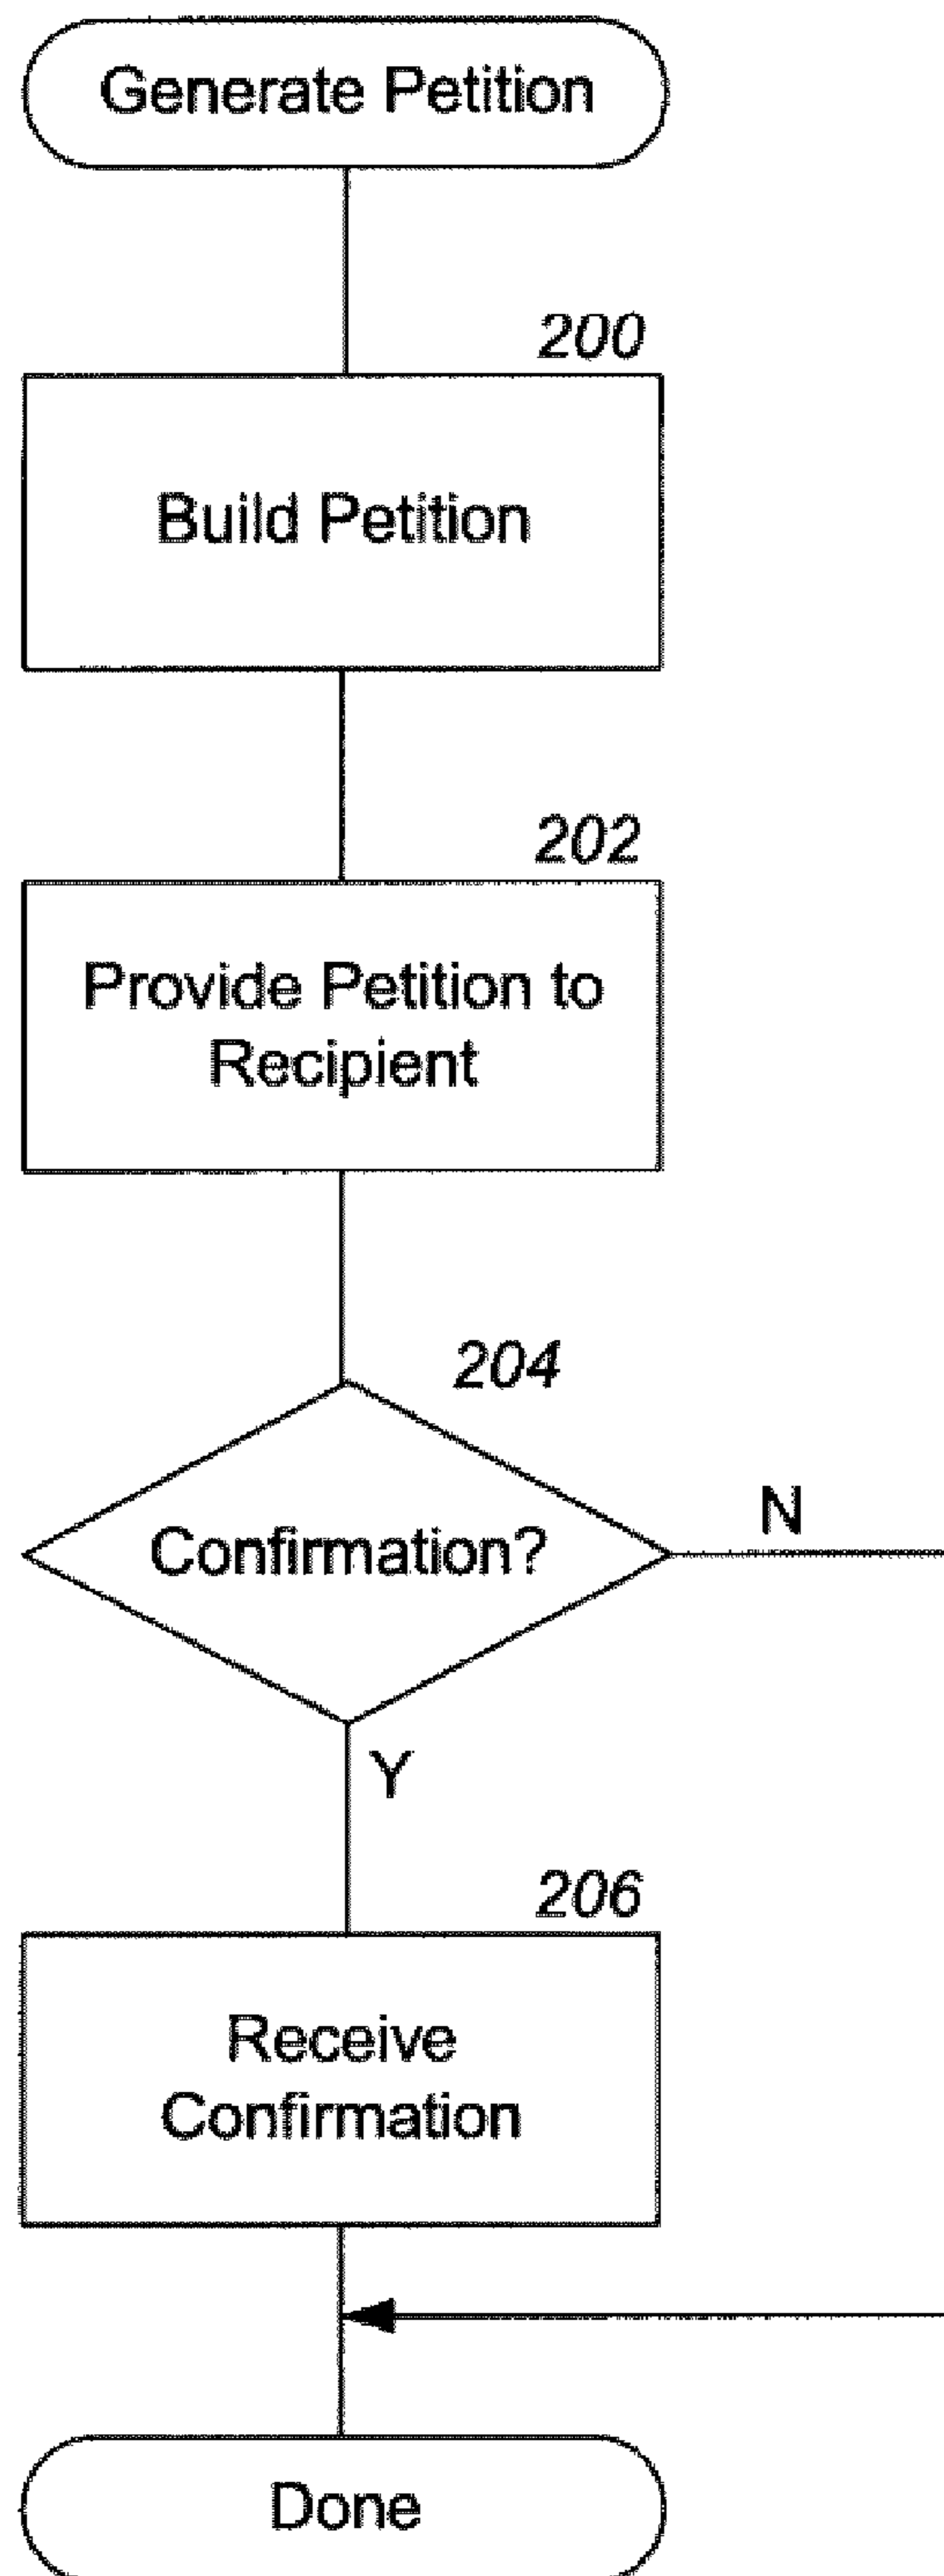 Generate Petition
200
Build Petition
202
Provide Petition to
Recipient
204
Confirmation?
N
Y
206
Receive
Confirmation
Done